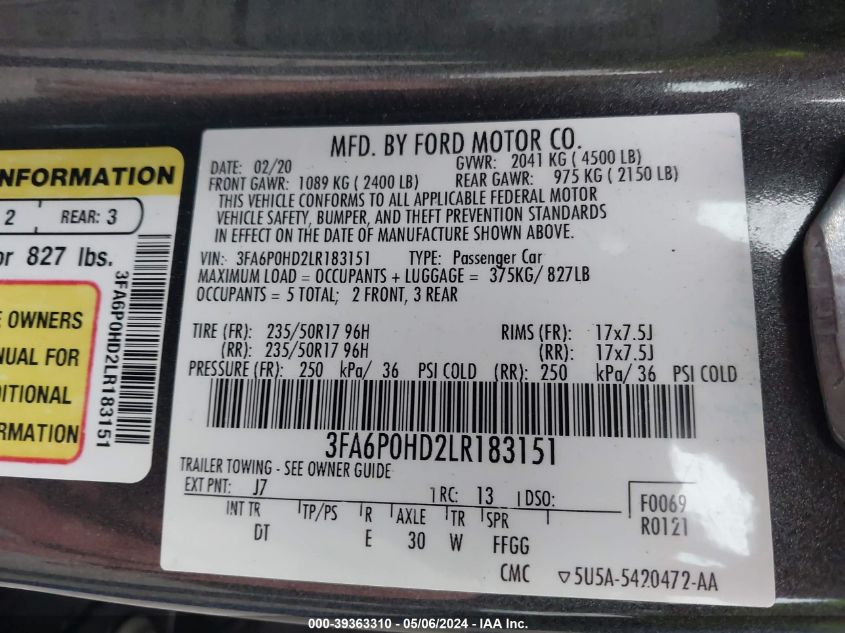 NFORMATION
2 REAR: 3
or 827 lbs.
E OWNERS
NUAL FOR
DITIONAL
ORMATION
3FA6P0HD2LR183151
MFD. BY FORD MOTOR CO.
DATE: 02/20 GVWR: 2041 KG ( 4500 LB)
FRONT GAWR: 1089 KG ( 2400 LB) REAR GAWR: 975 KG ( 2150 LB)
THIS VEHICLE CONFORMS TO ALL APPLICABLE FEDERAL MOTOR
VEHICLE SAFETY, BUMPER, AND THEFT PREVENTION STANDARDS
IN EFFECT ON THE DATE OF MANUFACTURE SHOWN ABOVE.
VIN: 3FA6P0HD2LR183151 TYPE: Passenger Car
MAXIMUM LOAD = OCCUPANTS + LUGGAGE = 375KG/ 827LB
OCCUPANTS = 5 TOTAL; 2 FRONT, 3 REAR
TIRE (FR): 235/50R17 96H RIMS (FR): 17x7.5J
(RR): 235/50R17 96H (RR): 17x7.5J
PRESSURE (FR): 250 kPa/ 36 PSI COLD (RR): 250 kPa/ 36 PSI COLD
3FA6P0HD2LR183151
TRAILER TOWING - SEE OWNER GUIDE
EXT PNT: J7 RC: 13 DSO: F0069
INT TR TP/PS R AXLE TR SPR R0121
DT E 30 W FFGG
CMC ▽5U5A-5420472-AA
000-39363310 - 05/06/2024 - US4 - IAA Inc.